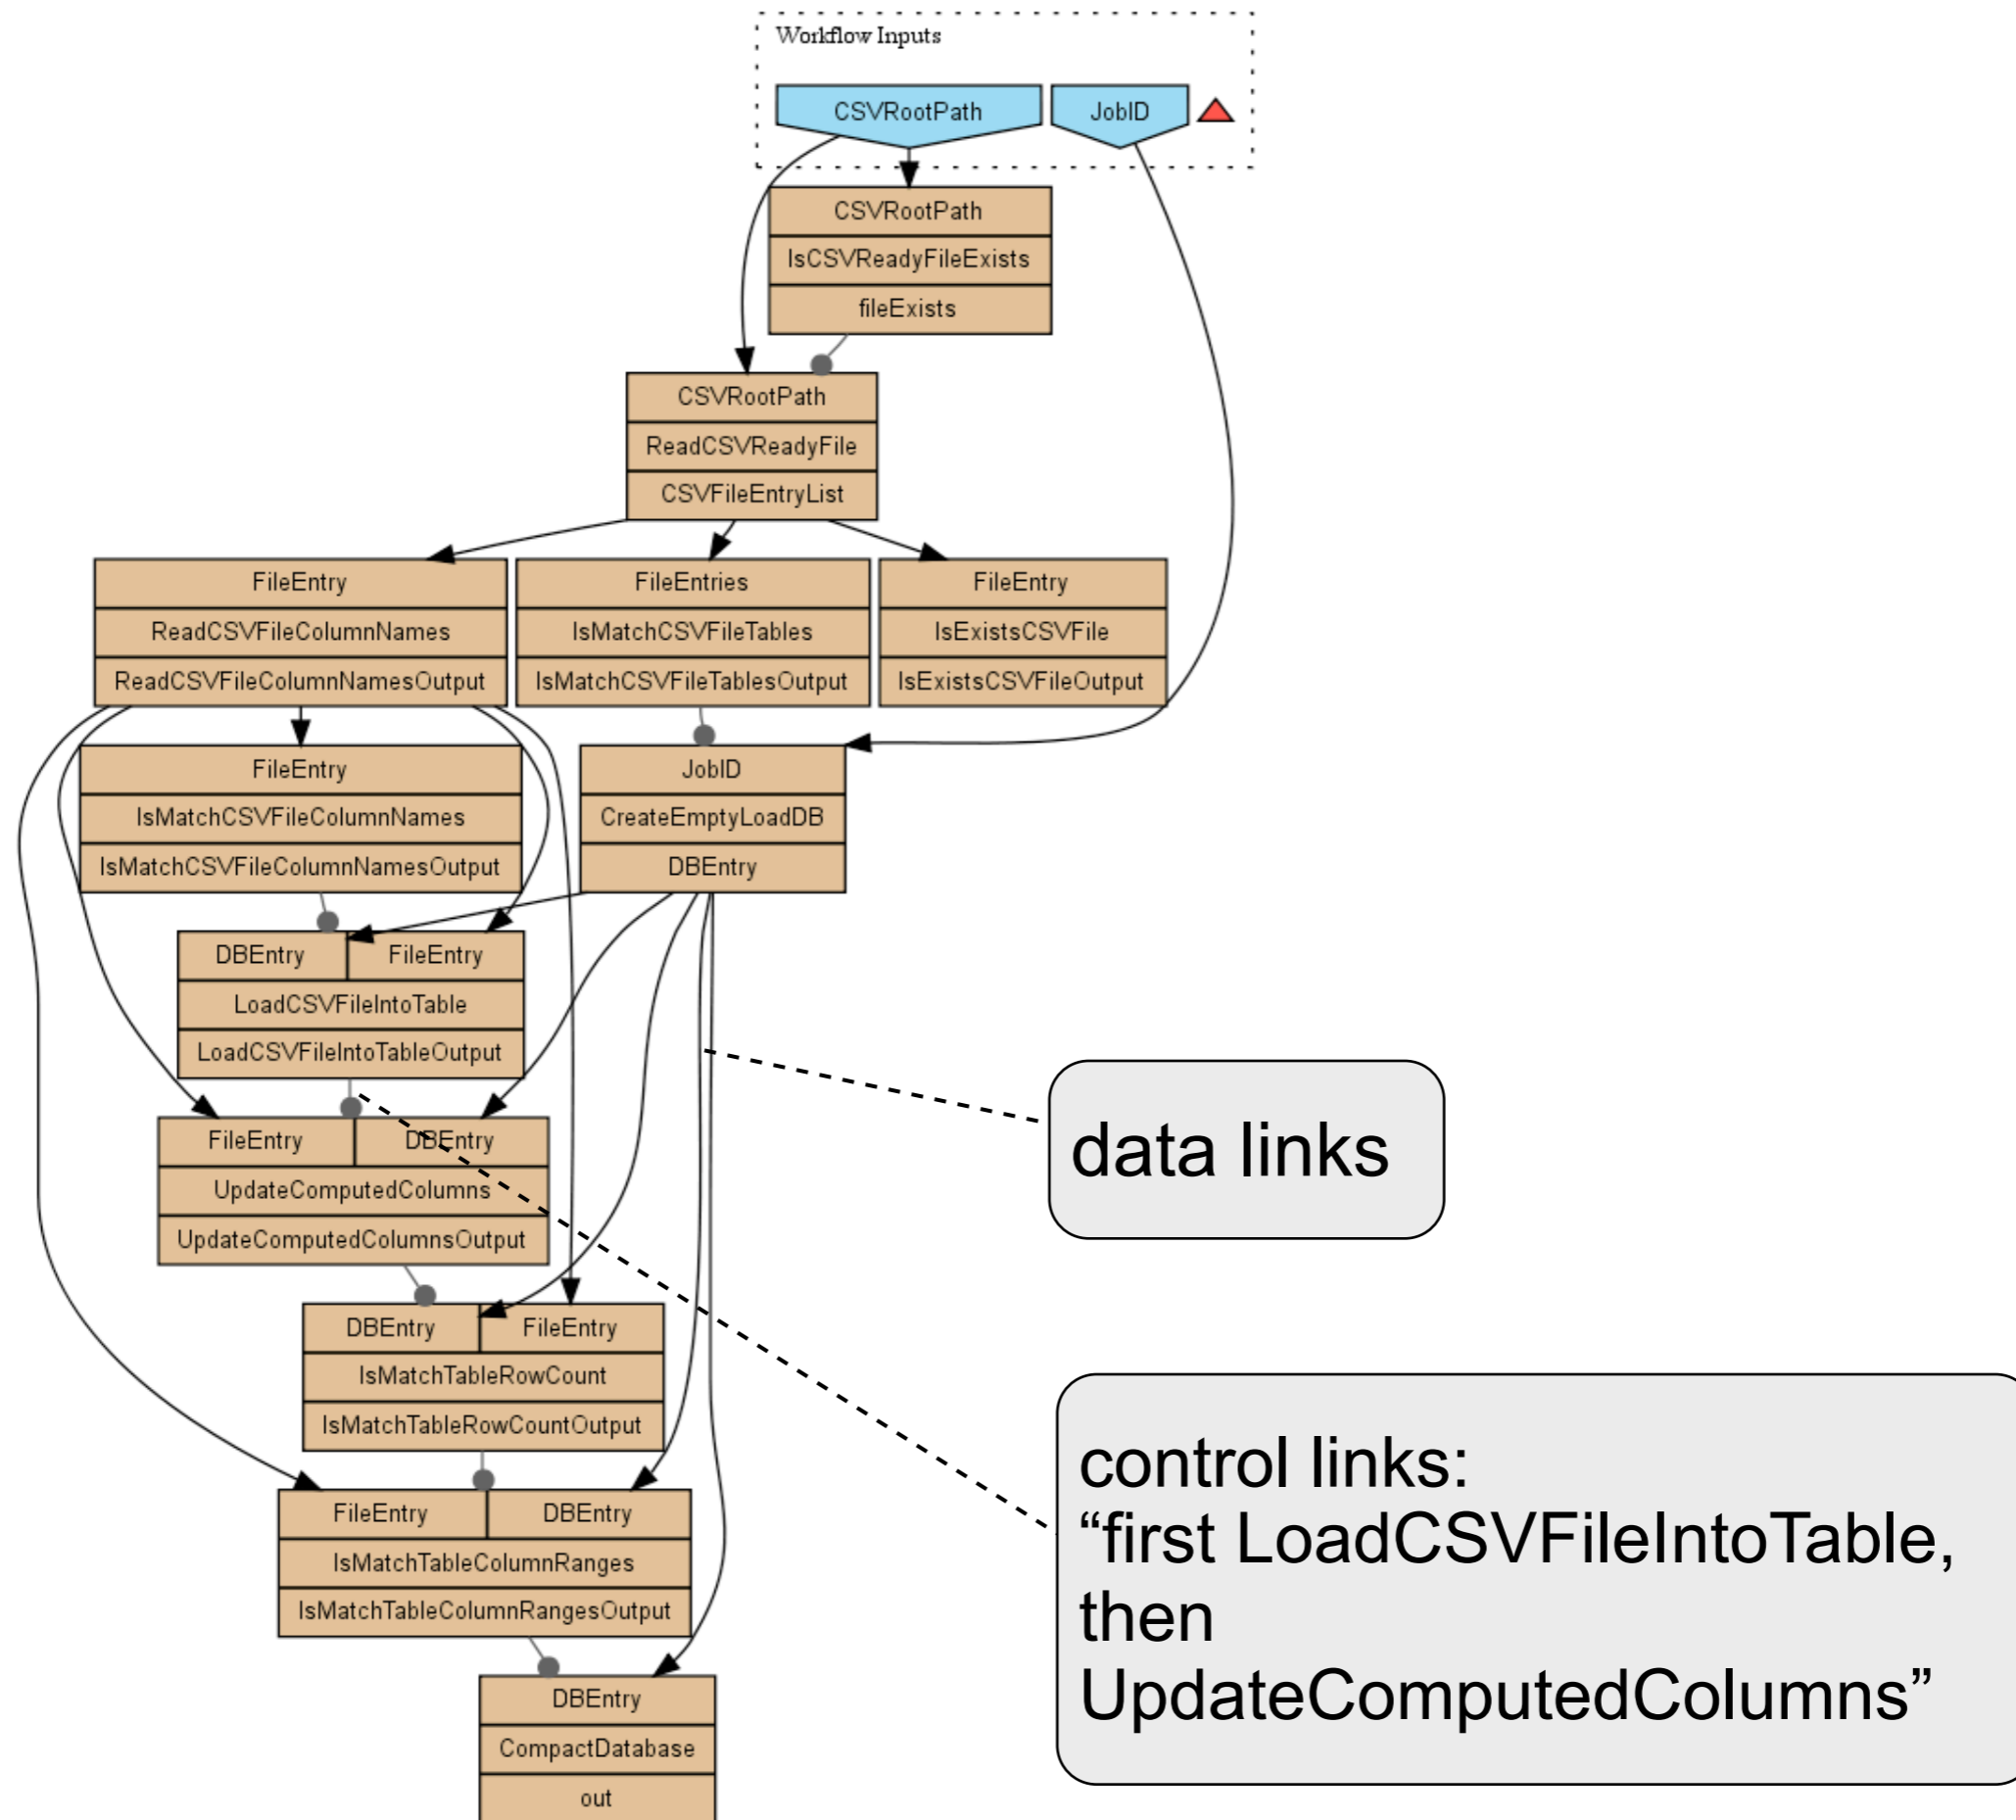 Workflow Inputs
CSVRootPath
JobID
CSVRootPath
IsCSVReadyFileExists
fileExists
CSVRootPath
ReadCSVReadyFile
CSVFileEntryList
FileEntry
ReadCSVFileColumnNames
ReadCSVFileColumnNamesOutput
FileEntries
IsMatchCSVFileTables
IsMatchCSVFileTablesOutput
FileEntry
IsExistsCSVFile
IsExistsCSVFileOutput
FileEntry
IsMatchCSVFileColumnNames
IsMatchCSVFileColumnNamesOutput
JobID
CreateEmptyLoadDB
DBEntry
DBEntry
FileEntry
LoadCSVFileIntoTable
LoadCSVFileIntoTableOutput
FileEntry
DBEntry
UpdateComputedColumns
UpdateComputedColumnsOutput
DBEntry
FileEntry
IsMatchTableRowCount
IsMatchTableRowCountOutput
FileEntry
DBEntry
IsMatchTableColumnRanges
IsMatchTableColumnRangesOutput
DBEntry
CompactDatabase
out
data links
control links:
“first LoadCSVFileIntoTable,
then
UpdateComputedColumns”